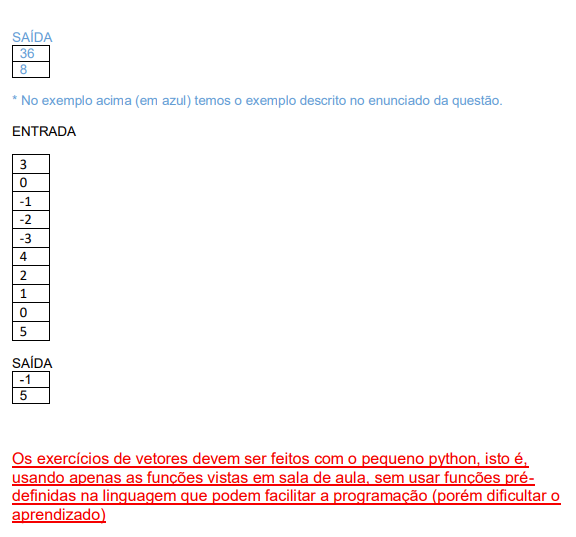 SAÍDA
36
8
* No exemplo acima (em azul) temos o exemplo descrito no enunciado da questão.
ENTRADA
3
0
-1
-2
-3
4
2
1
0
5
SAÍDA
-1
5
Os exercícios de vetores devem ser feitos com o pequeno python, isto é,
usando apenas as funções vistas em sala de aula, sem usar funções pré-
definidas na linguagem que podem facilitar a programação (porém dificultar o
aprendizado)